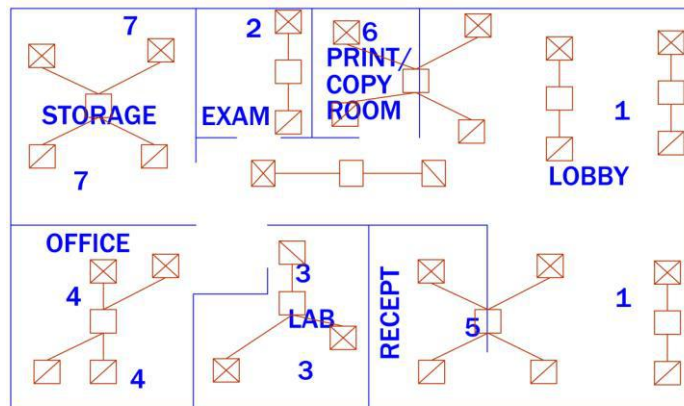 7
2
6
PRINT/
COPY
ROOM
STORAGE
EXAM
1
7
LOBBY
OFFICE
4
3
LAB
RECEPT
5
1
4
3